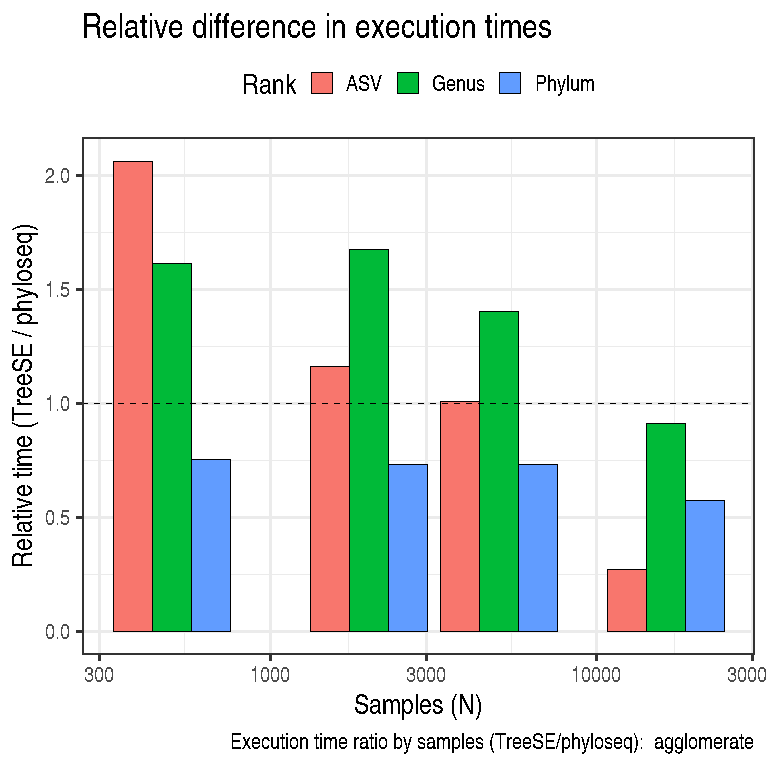 Relative difference in execution times
Rank ASV Genus Phylum
Relative time (TreeSE / phyloseq)
2.0
1.5
1.0
0.5
0.0
300 1000 3000 10000 3000
Samples (N)
Execution time ratio by samples (TreeSE/phyloseq): agglomerate